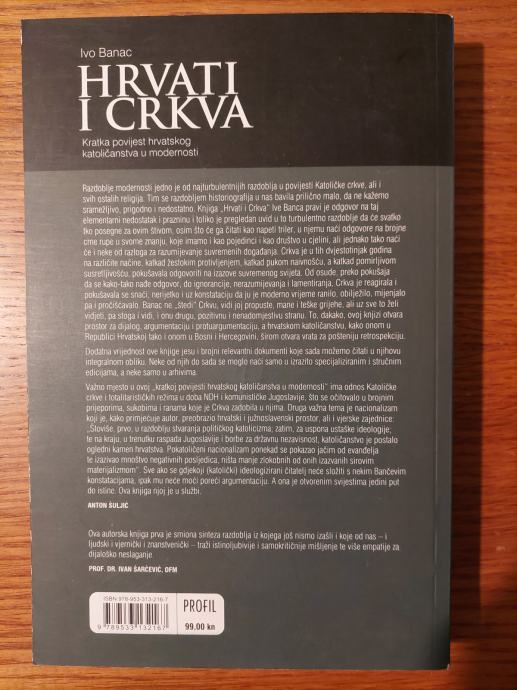 Ivo Banac
HRVATI
I CRKVA
Kratka povijest hrvatskog
katoličanstva u modernosti
Razdoblje modernosti jedno je od najturbulentnijih razdoblja u povijesti Katoličke crkve, ali i
svih ostalih religija. Tim se razdobljem historiografija u nas bavila prilično malo, da ne kažemo
sramežljivo, prigodno i nedostatno. Knjiga „Hrvati i Crkva“ Ive Banca pravi je odgovor na taj
elementarni nedostatak i prazninu i toliko je pregledan uvid u to turbulentno razdoblje da će svatko
tko posegne za ovim štivom, osim što će ga čitati kao napeti triler, u njemu naći odgovore na brojne
crne rupe u svome znanju, koje imamo i kao pojedinci i kao društvo u cjelini, ali jednako tako naći
će i neke od razloga za razumijevanje suvremenih događanja. Crkva je u tih dvjestotinjak godina
na različite načine, katkad žestokim protivljenjem, katkad pukom naivnošću, a katkad pomirljivom
susretljivošću, pokušavala odgovoriti na izazove suvremenog svijeta. Od osude, preko pokušaja
da se kako-tako nađe odgovor, do ignorancije, nerazumijevanja i lamentiranja. Crkva je reagirala i
pokušavala se snaći, nerijetko i uz konstataciju da ju je moderno vrijeme ranilo, obilježilo, mijenjalo
pa i pročišćavalo. Banac ne „štedi“ Crkvu, vidi joj propuste, mane i teške grijehe, ali uz sve to želi
vidjeti, pa stoga i vidi, i onu drugu, pozitivnu i nenadomjestivu stranu. To, dakako, ovoj knjizi otvara
prostor za dijalog, argumentaciju i protuargumentaciju, a hrvatskom katoličanstvu, kako onom u
Republici Hrvatskoj tako i onom u Bosni i Hercegovini, širom otvara vrata za poštenu retrospekciju.
Dodatna vrijednost ove knjige jesu i brojni relevantni dokumenti koje sada možemo čitati u njihovu
integralnom obliku. Neke od njih do sada se moglo naći samo u izrazito specijaliziranim i stručnim
edicijama, a neke samo u arhivima.
Važno mjesto u ovoj „kratkoj povijesti hrvatskog katoličanstva u modernosti“ ima odnos Katoličke
crkve i totalitarističkih režima u doba NDH i komunističke Jugoslavije, što se očitovalo u brojnim
prijeporima, sukobima i ranama koje je Crkva zadobila u njima. Druga važna tema je nacionalizam
koji je, kako primjećuje autor, preobrazio hrvatski i južnoslavenski prostor, ali i vjerske zajednice:
„Štoviše, prvo, u razdoblju stvaranja političkog katolicizma; zatim, za uspona ustaške ideologije,
te na kraju, u trenutku raspada Jugoslavije i borbe za državnu nezavisnost, katoličanstvo je postalo
ogledni kamen hrvatstva. Pokatoličeni nacionalizam ponekad se pokazao jačim od evanđelja
te izazivao mnoštvo negativnih posljedica, ništa manje zlokobnih od onih izazvanih sirovim
materijalizmom“. Sve ako se gdjekoji (katolički) ideologizirani čitatelj neće složiti s nekim Bančevim
konstatacijama, ipak mu neće moći poreći argumentaciju. A ona je u otvorenim svijestima jedini put
do istine. Ova knjiga njoj je u službi.
ANTON ŠULJIĆ
Ova autorska knjiga prva je smiona sinteza razdoblja iz kojega još nismo izašli i koje od nas – i
ljudski i vjernički i znanstvenički – traži istinoljubivije i samokritičnije mišljenje te više empatije za
dijaloško neslaganje
PROF. DR. IVAN ŠARČEVIĆ, OFM
ISBN 978-953-313-216-7
9 789533 132167
PROFIL
99,00 kn